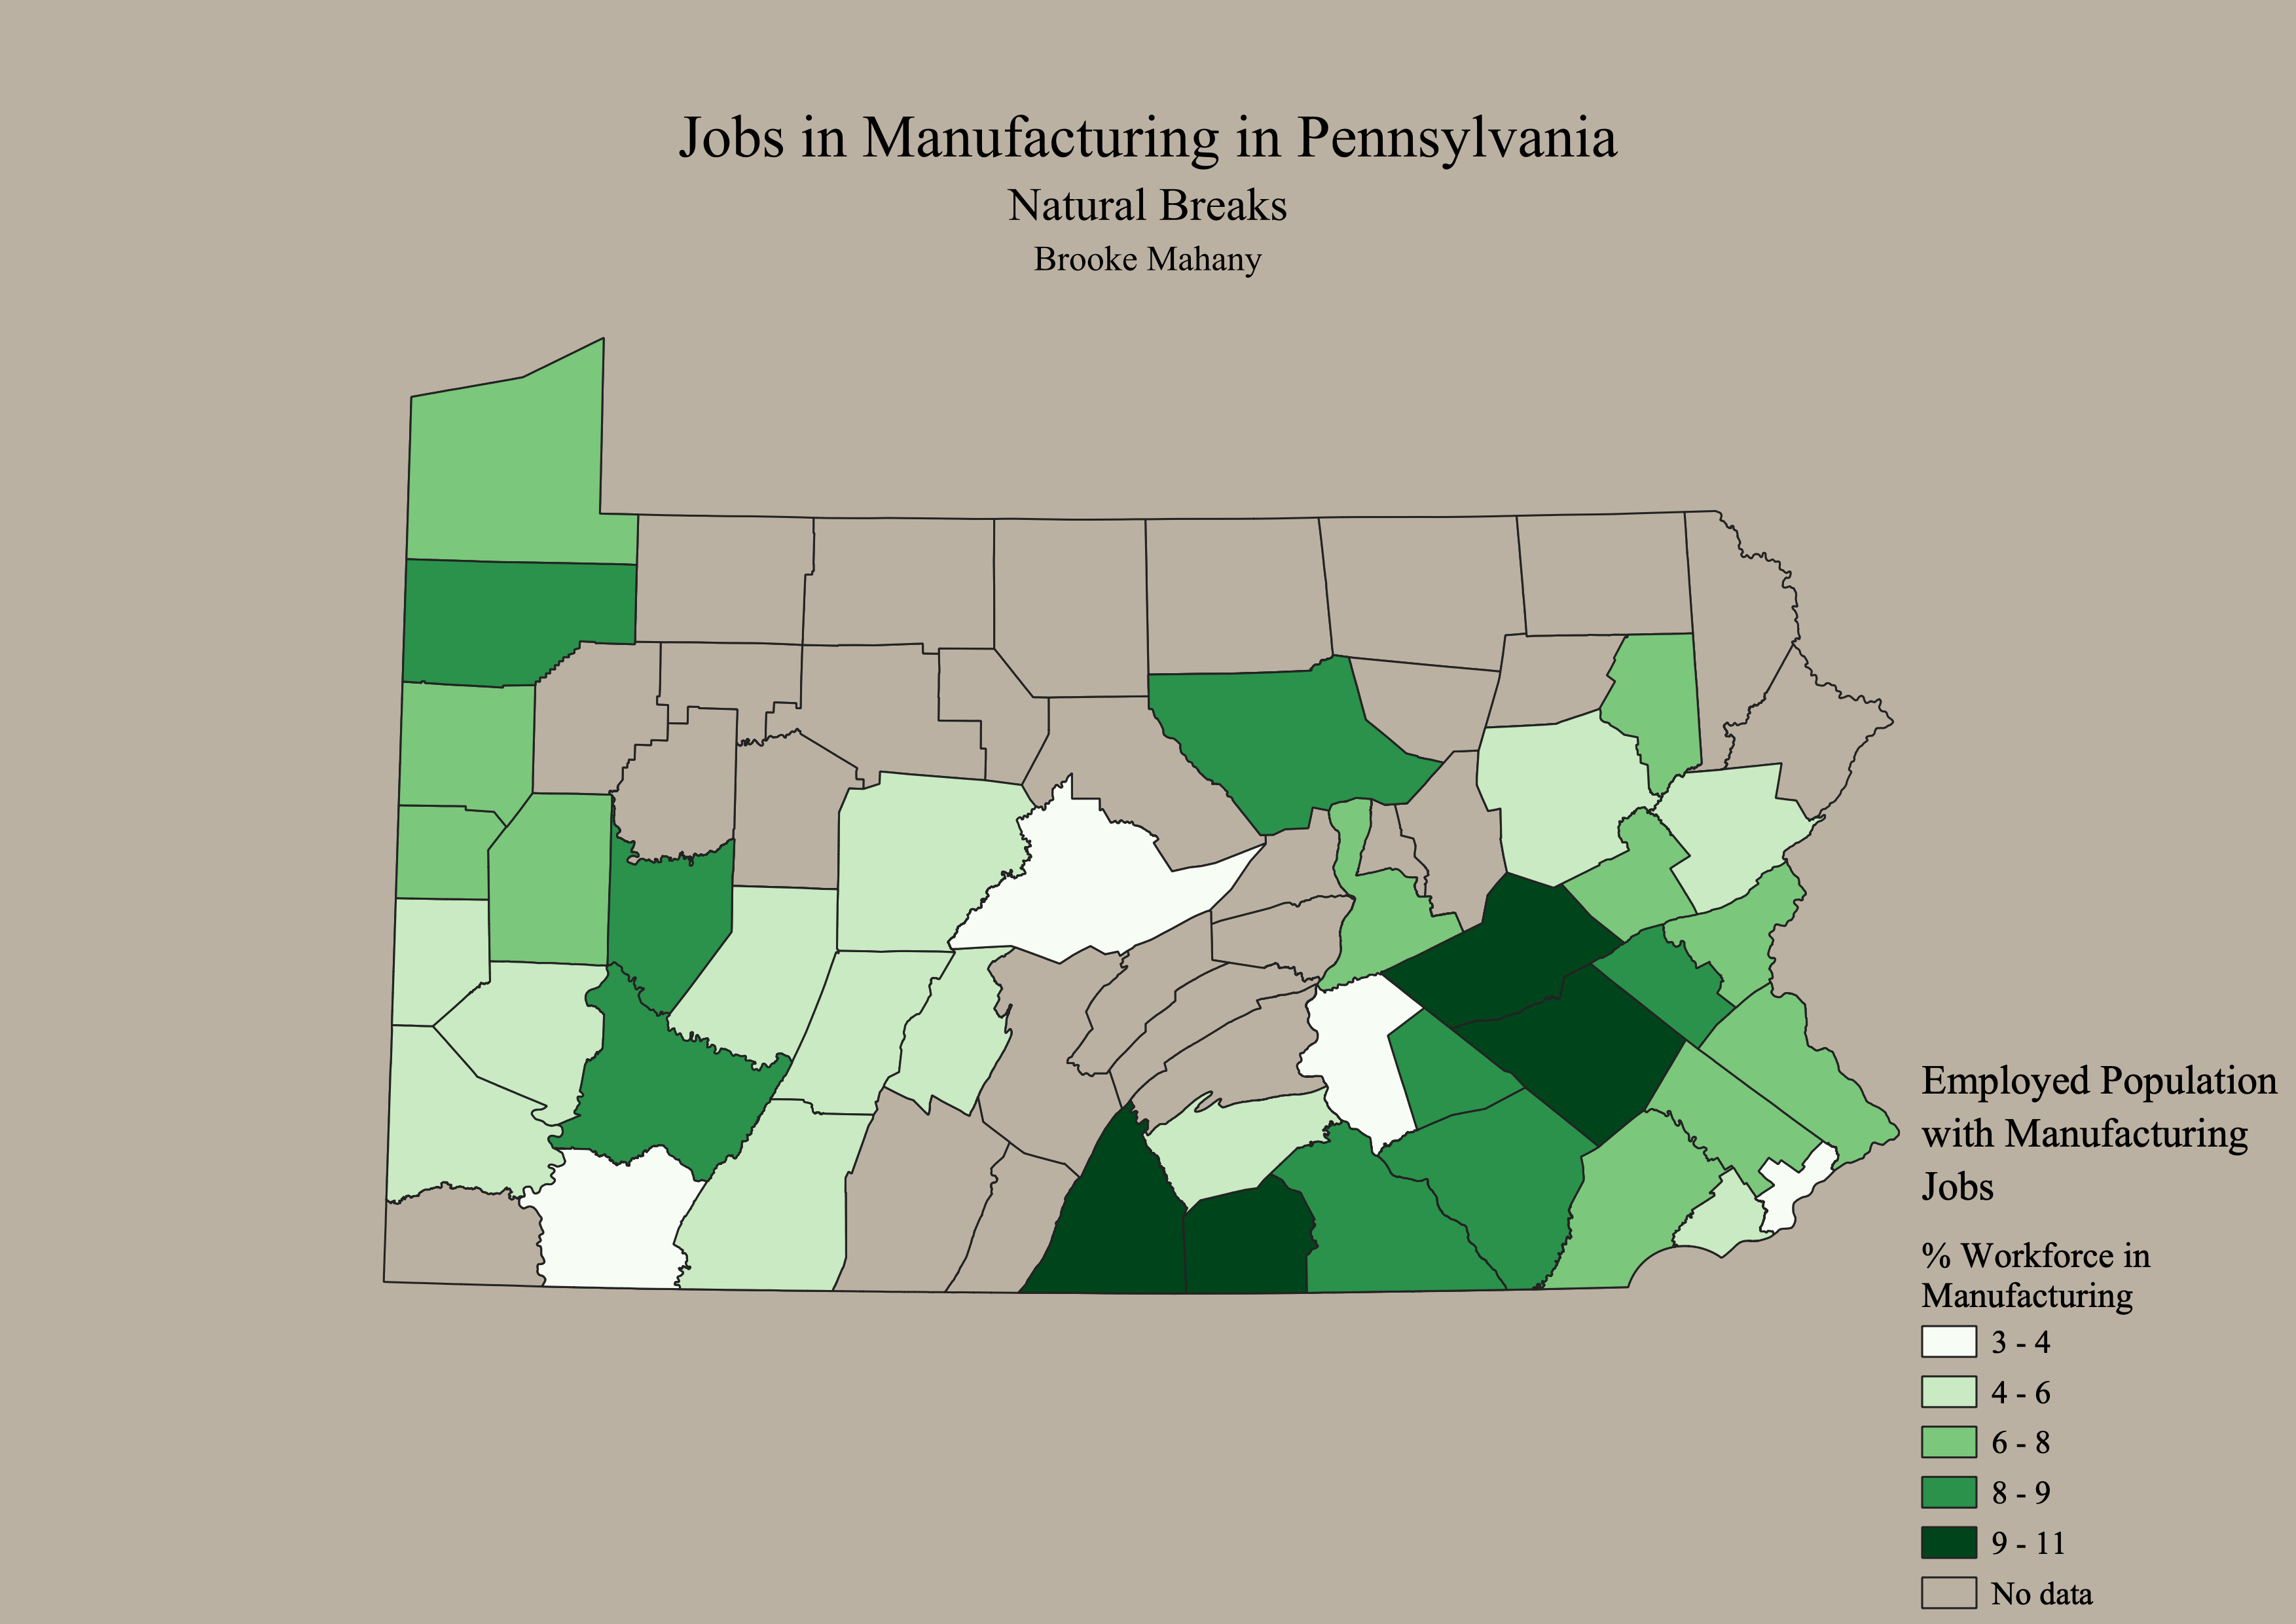 Jobs in Manufacturing in Pennsylvania
Natural Breaks
Brooke Mahany
Employed Population
with Manufacturing
Jobs
% Workforce in
Manufacturing
3 - 4
4 - 6
6 - 8
8 - 9
9 - 11
No data